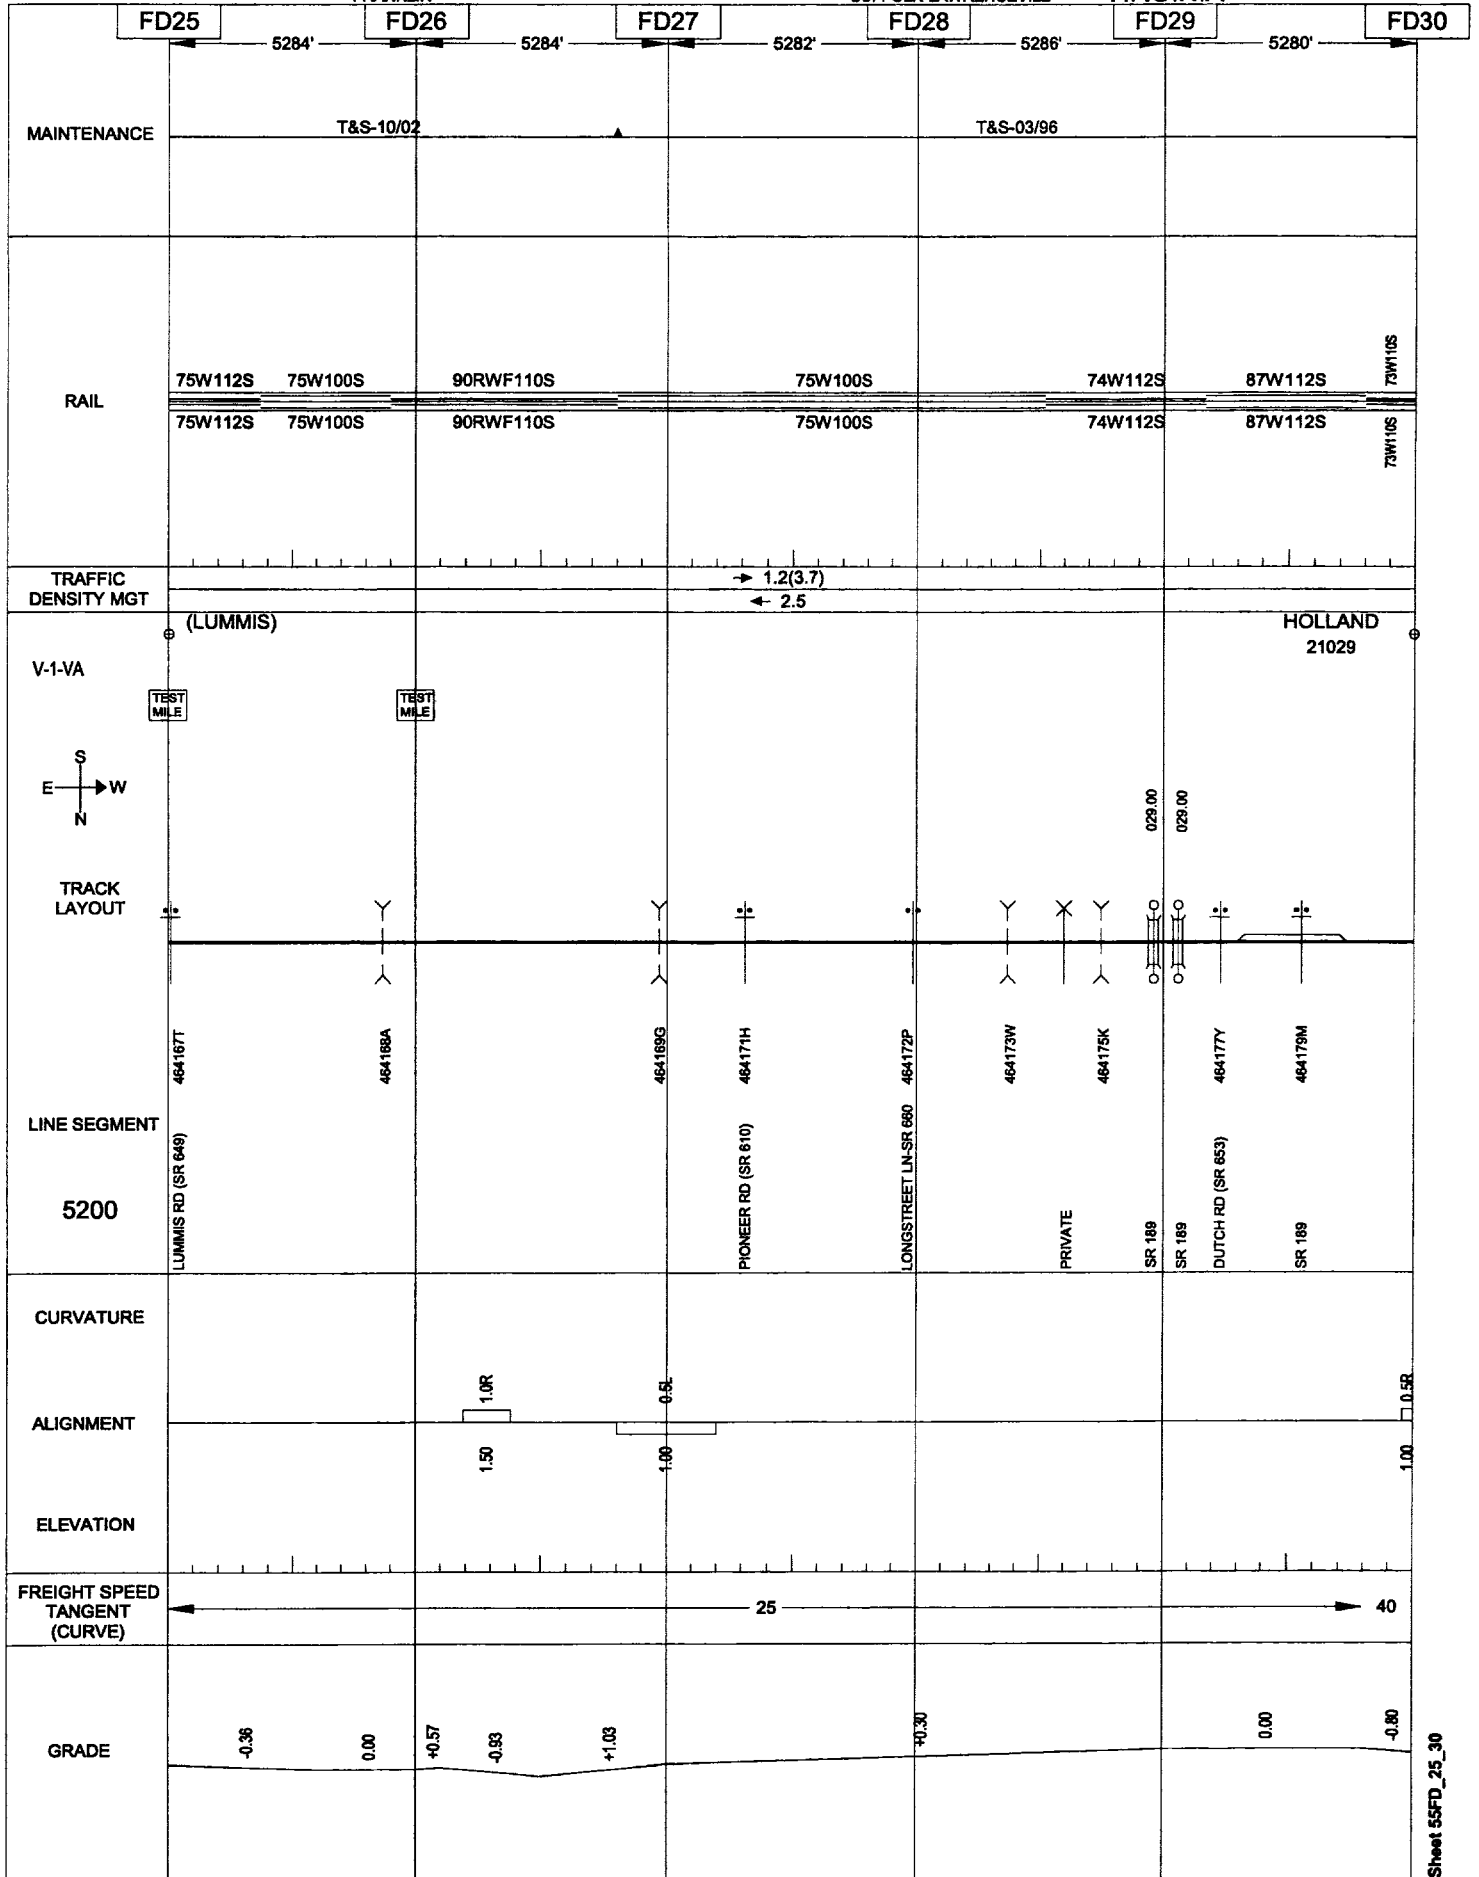 FD25 FD26 FD27 FD28 FD29 FD30
5284' 5284' 5282' 5286' 5280'
MAINTENANCE
T&S-10/02 T&S-03/96
RAIL
75W112S 75W100S 90RWF110S 75W100S 74W112S 87W112S 73W110S
75W112S 75W100S 90RWF110S 75W100S 74W112S 87W112S 73W110S
TRAFFIC
DENSITY MGT
1.2(3.7)
2.5
(LUMMIS)
HOLLAND
21029
V-1-VA
TEST
MILE
TEST
MILE
S
E W
N
029.00
029.00
TRACK
LAYOUT
464167T
464168A
464169G
464171H
464172P
464173W
464175K
464177Y
464179M
LINE SEGMENT
5200
LUMMIS RD (SR 649)
PIONEER RD (SR 610)
LONGSTREET LN-SR 660
PRIVATE
SR 189
SR 189
DUTCH RD (SR 653)
SR 189
CURVATURE
1.0R
0.5L
0.5R
ALIGNMENT
1.50
1.00
1.00
ELEVATION
FREIGHT SPEED
TANGENT
(CURVE)
25 40
GRADE
-0.36
0.00
+0.57
-0.93
+1.03
+0.30
0.00
-0.80
Sheet 55FD_25_30